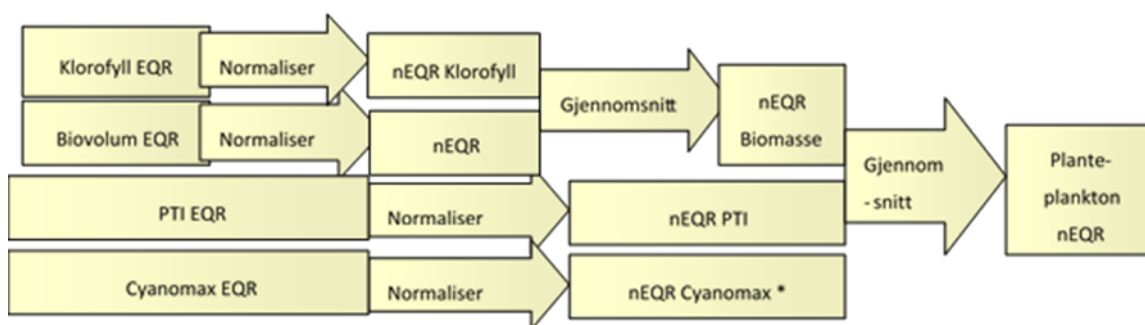 Klorofyll EQR
Normaliser
nEQR Klorofyll
Biovolum EQR
Normaliser
nEQR
Gjennomsnitt
nEQR
Biomasse
PTI EQR
Normaliser
nEQR PTI
Cyanomax EQR
Normaliser
nEQR Cyanomax *
Gjennom
- snitt
Plante-
plankton
nEQR